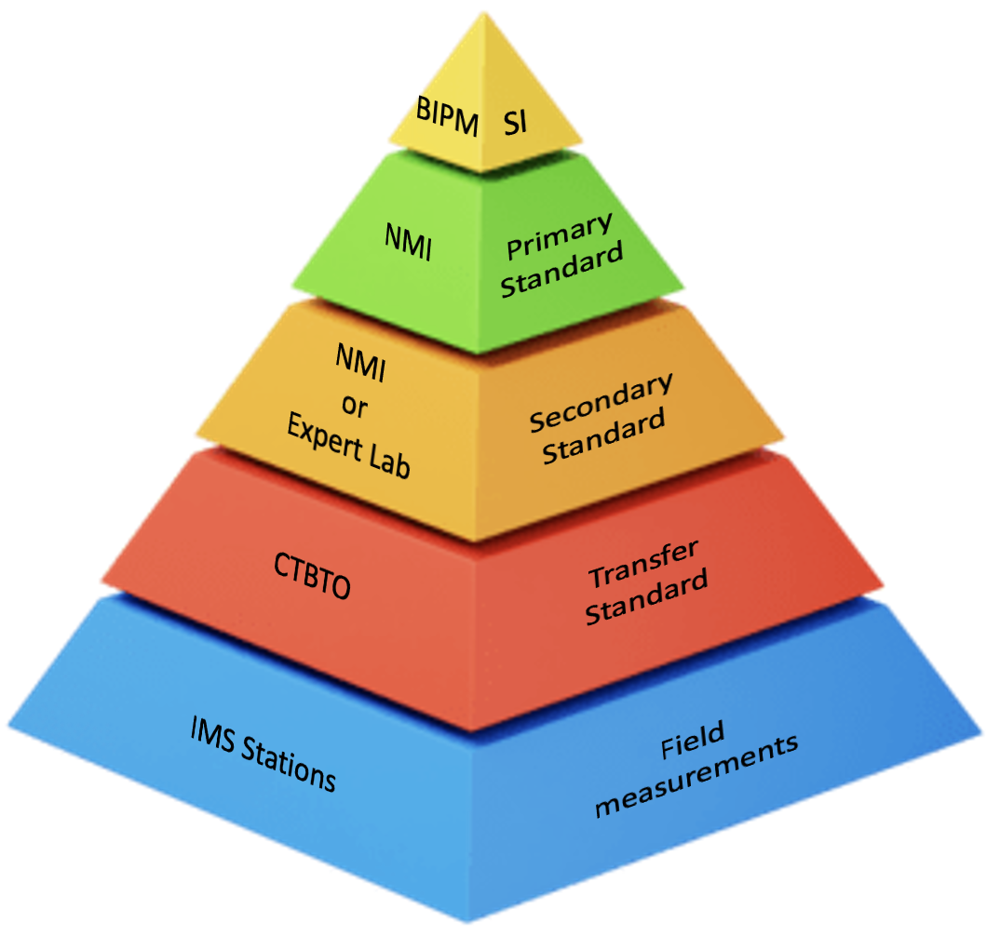 BIPM SI
NMI
Primary
Standard
NMI
or
Expert Lab
Secondary
Standard
CTBTO
Transfer
Standard
IMS Stations
Field
measurements